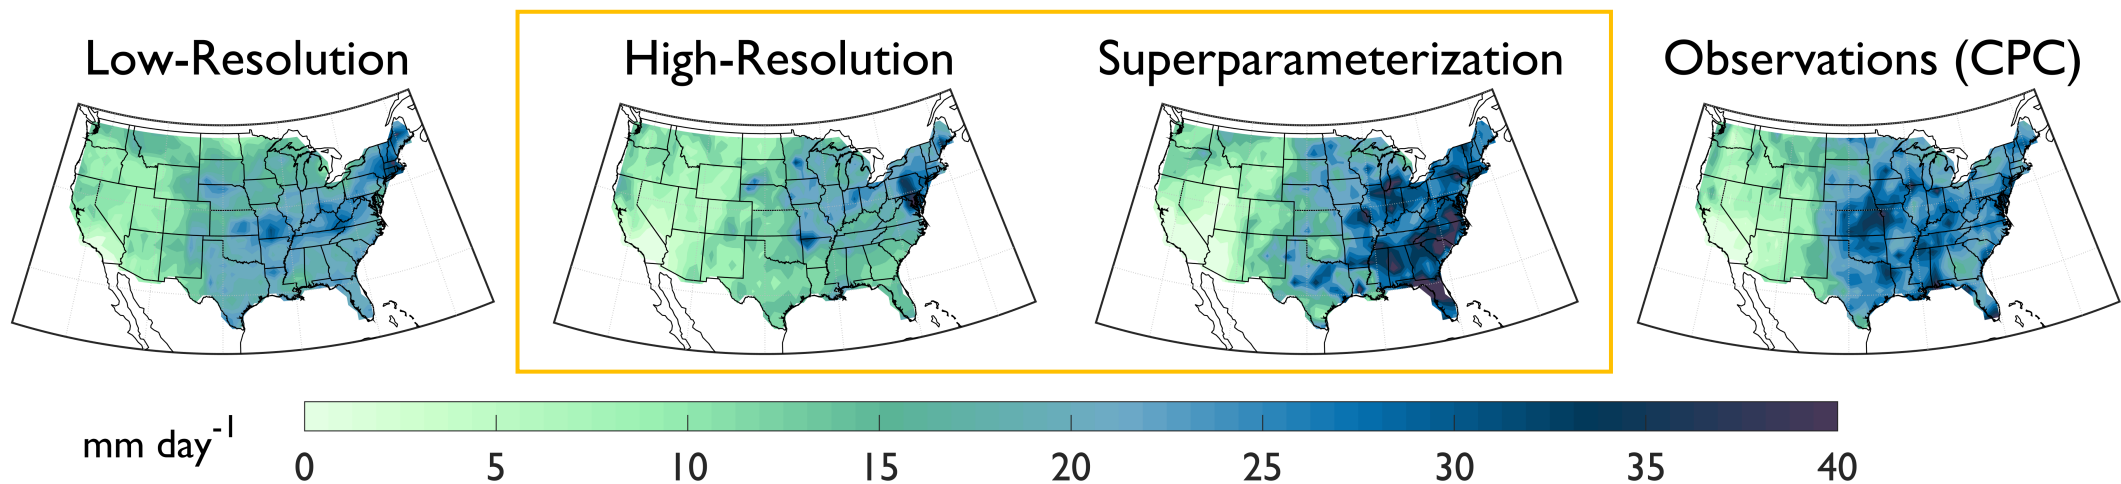 Low-Resolution High-Resolution Superparameterization Observations (CPC)
mm day-1
0 5 10 15 20 25 30 35 40